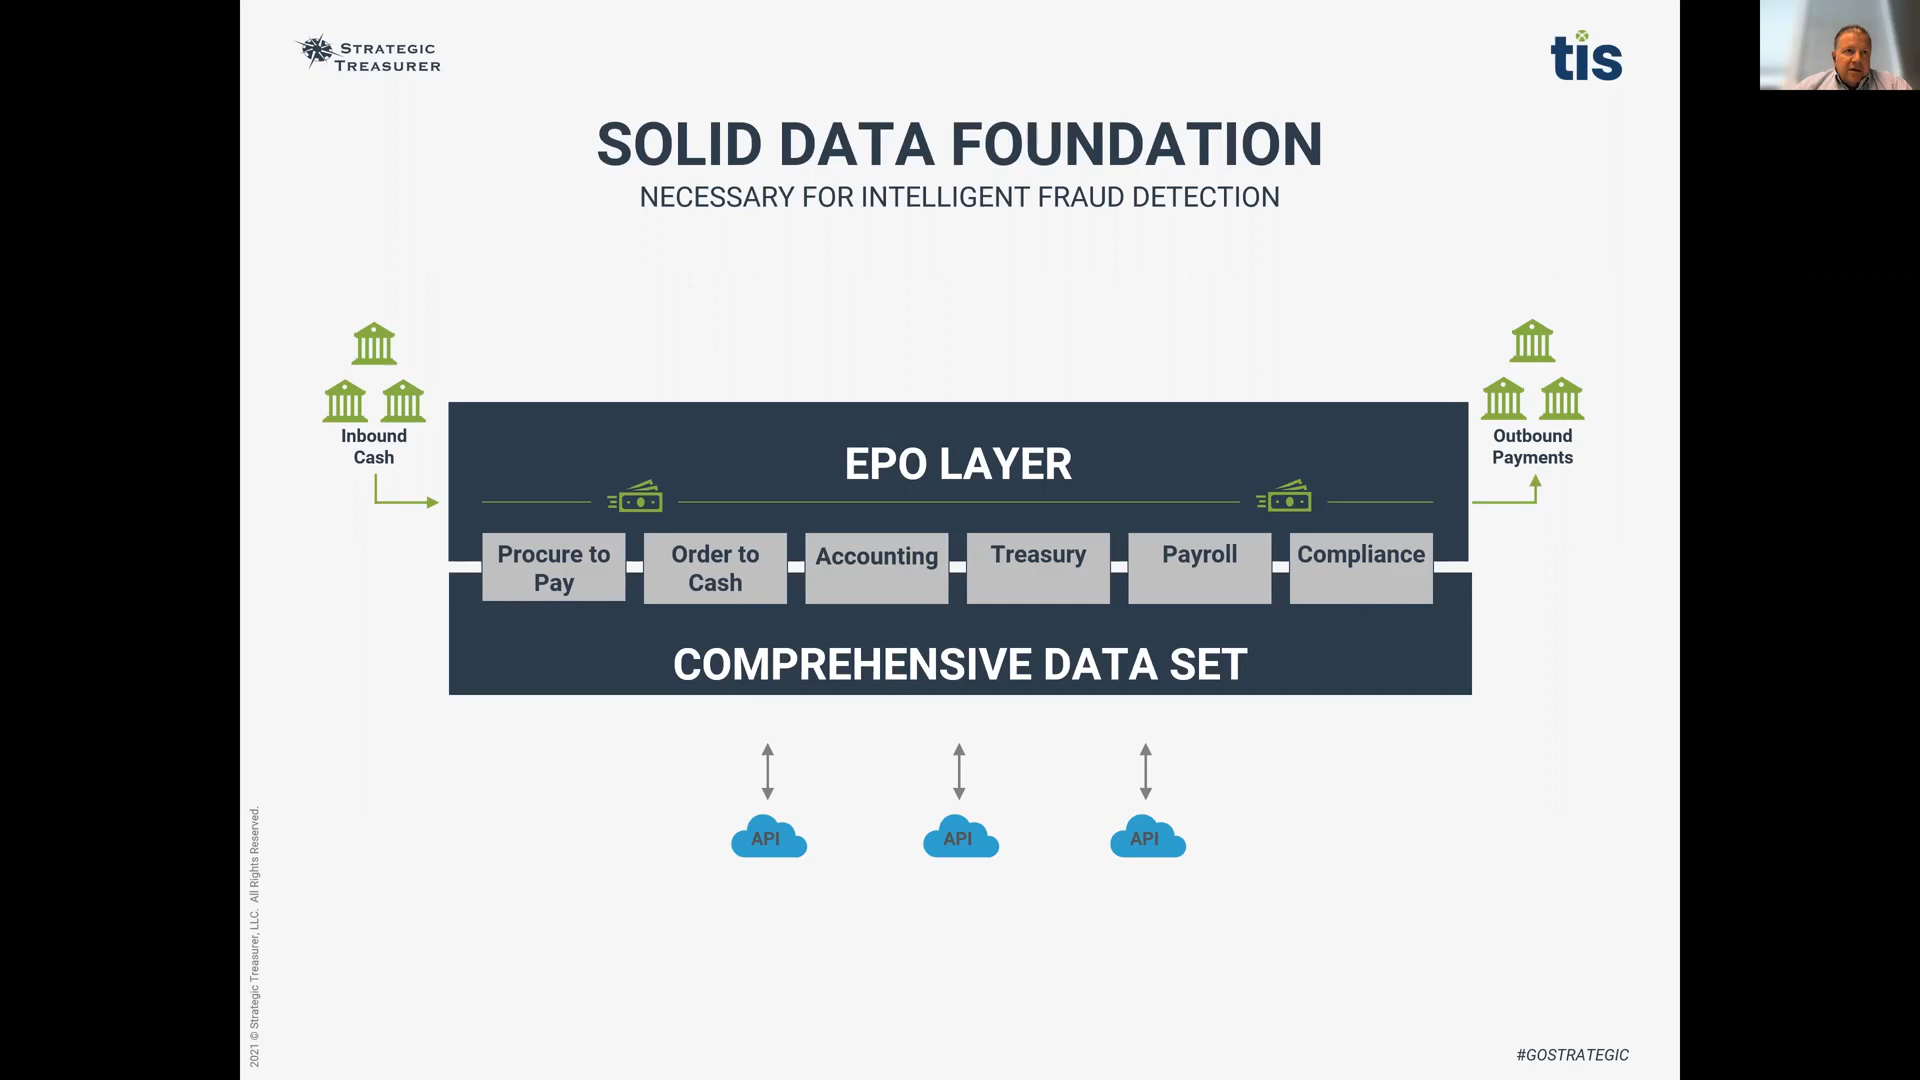 STRATEGIC
TREASURER
tis
SOLID DATA FOUNDATION
NECESSARY FOR INTELLIGENT FRAUD DETECTION
Inbound
Cash
Outbound
Payments
EPO LAYER
Procure to
Pay
Order to
Cash
Accounting
Treasury
Payroll
Compliance
COMPREHENSIVE DATA SET
API
API
API
2021 © Strategic Treasurer, LLC. All Rights Reserved.
#GOSTRATEGIC